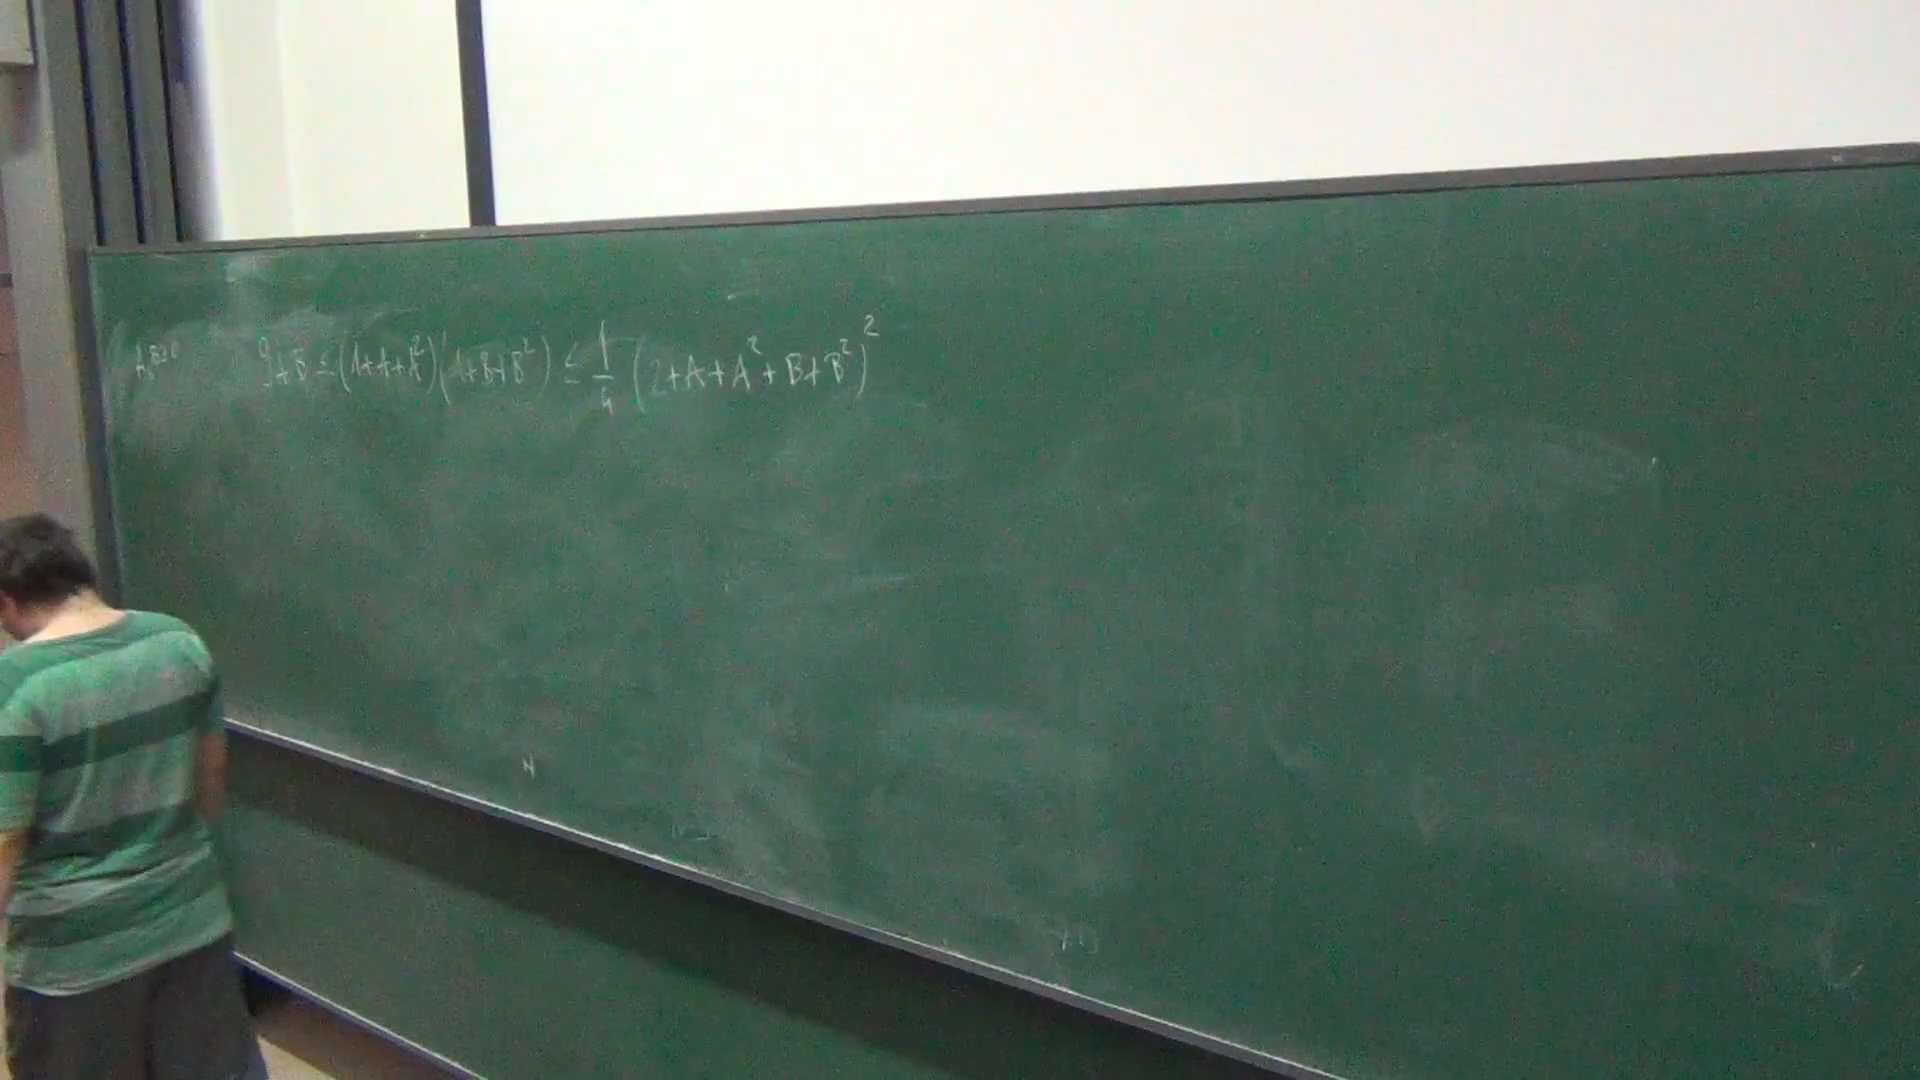 A,B≥0 9AB ≤ (1+A+A²)(1+B+B²) ≤ 1/4 (2+A+A²+B+B²)²